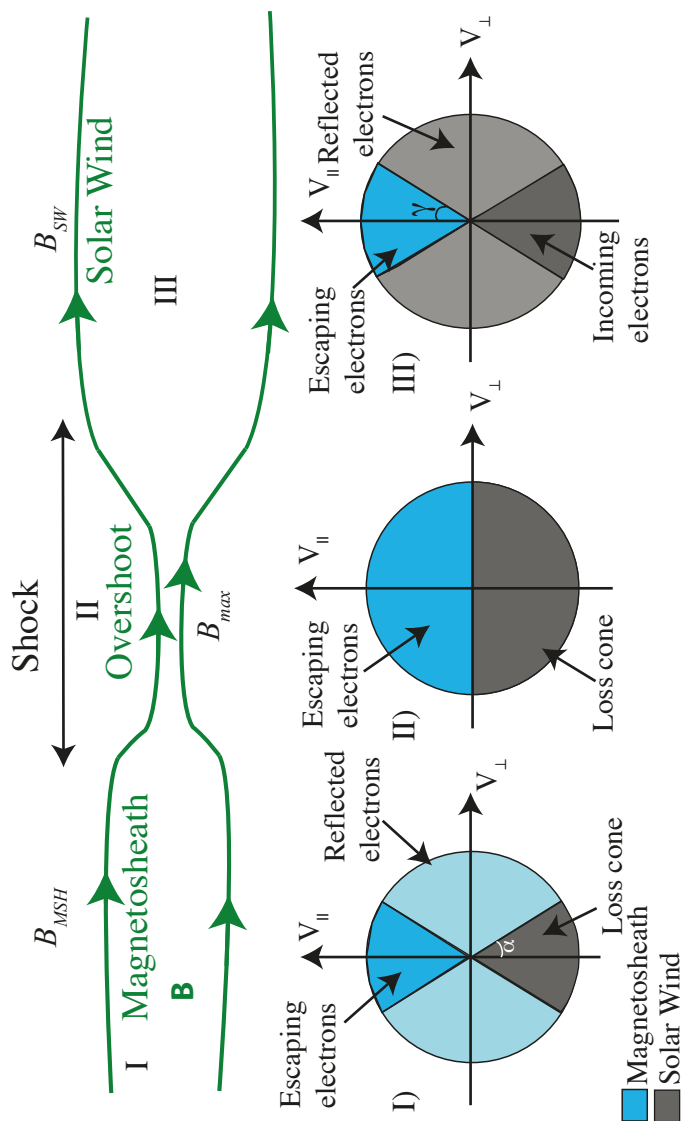 Shock
I
II
III
B_MSH
B_SW
Magnetosheath
Overshoot
Solar Wind
B
B_max
I)
Escaping
electrons
V_||
Reflected
electrons
V_⊥
α
Loss cone
II)
Escaping
electrons
V_||
V_⊥
Loss cone
III)
Escaping
electrons
V_||
Reflected
electrons
γ
V_⊥
Incoming
electrons
Magnetosheath
Solar Wind